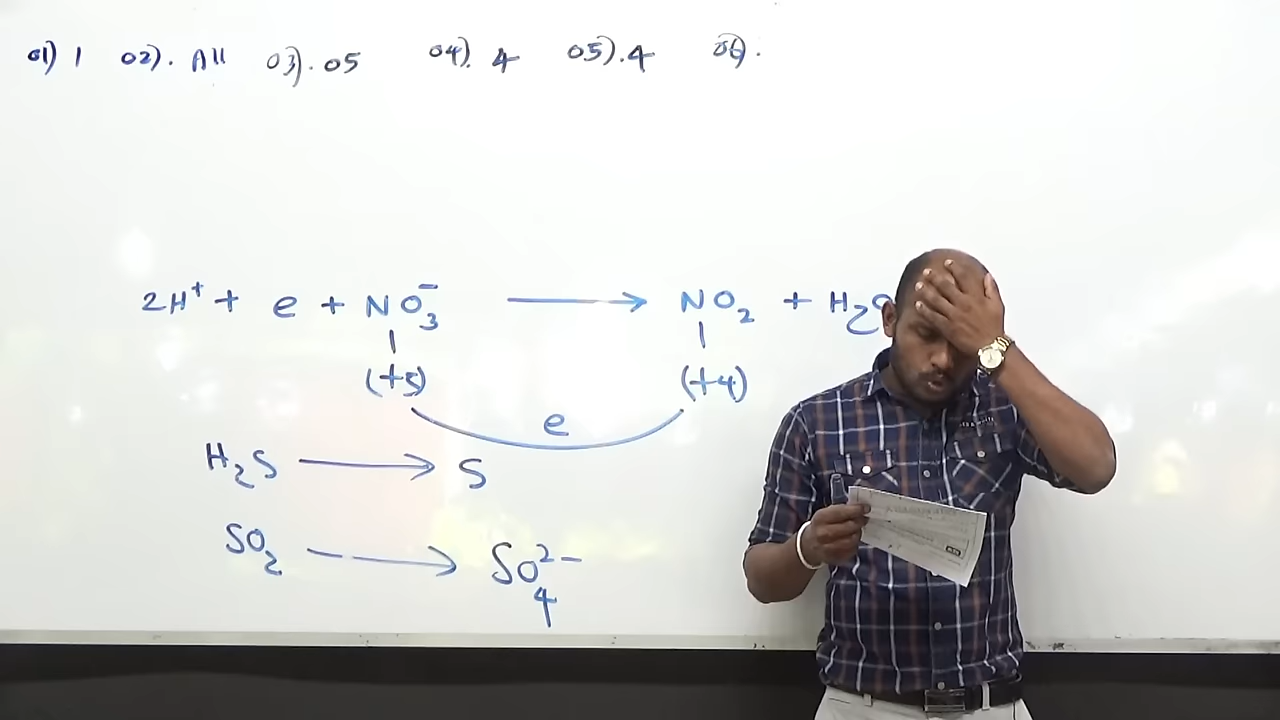 01) 1 02). All 03). 05 04). 4 05). 4 06).
2H⁺ + e + NO₃⁻ ⟶ NO₂ + H₂O
(+5) (+4)
e
H₂S ⟶ S
SO₂ ⟶ SO₄²⁻